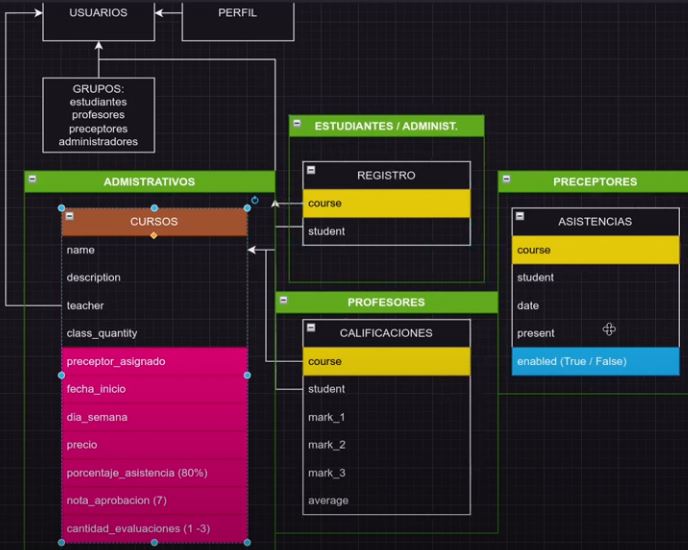 USUARIOS
PERFIL
GRUPOS:
estudiantes
profesores
preceptores
administradores
ADMISTRATIVOS
CURSOS
name
description
teacher
class_quantity
preceptor_asignado
fecha_inicio
dia_semana
precio
porcentaje_asistencia (80%)
nota_aprobacion (7)
cantidad_evaluaciones (1 -3)
ESTUDIANTES / ADMINIST.
REGISTRO
course
student
PROFESORES
CALIFICACIONES
course
student
mark_1
mark_2
mark_3
average
PRECEPTORES
ASISTENCIAS
course
student
date
present
enabled (True / False)